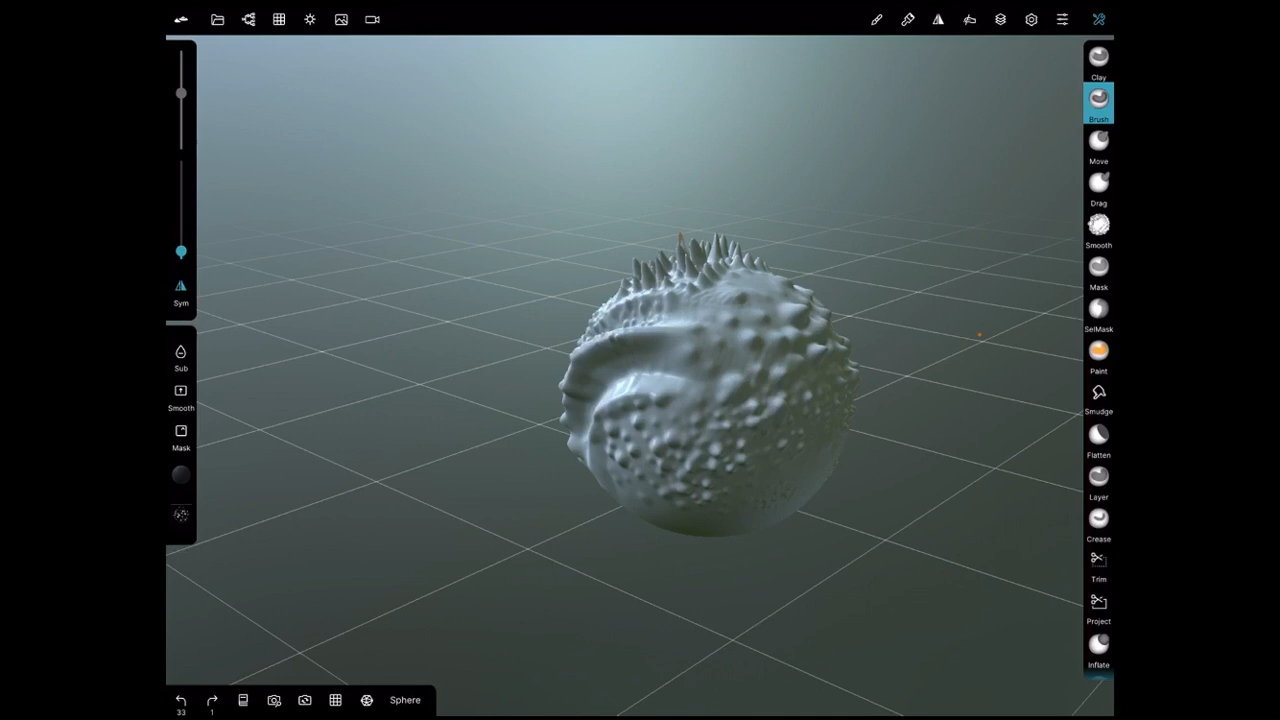 Clay
Brush
Move
Drag
Smooth
Mask
SelMask
Paint
Smudge
Flatten
Layer
Crease
Trim
Project
Inflate
Sym
Sub
Smooth
Mask
33
1
Sphere